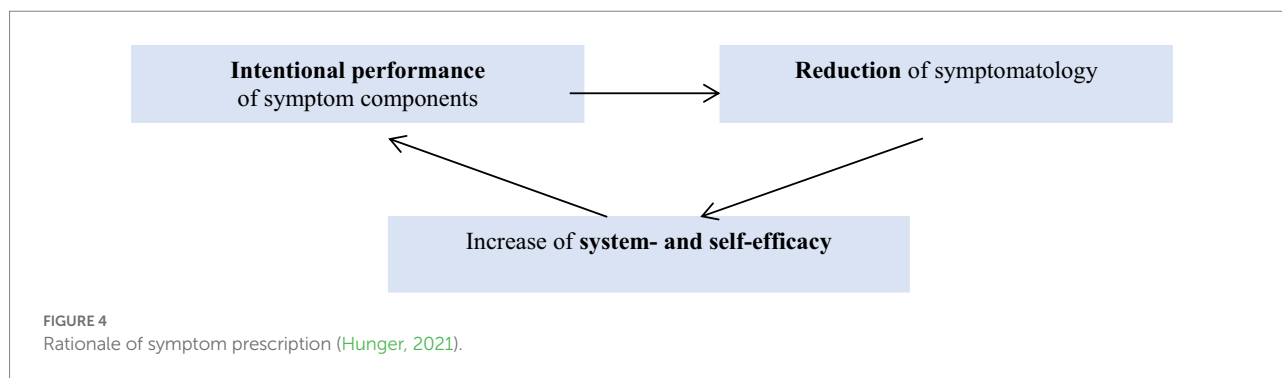 Intentional performance
of symptom components
Reduction of symptomatology
Increase of system- and self-efficacy
FIGURE 4
Rationale of symptom prescription (Hunger, 2021).